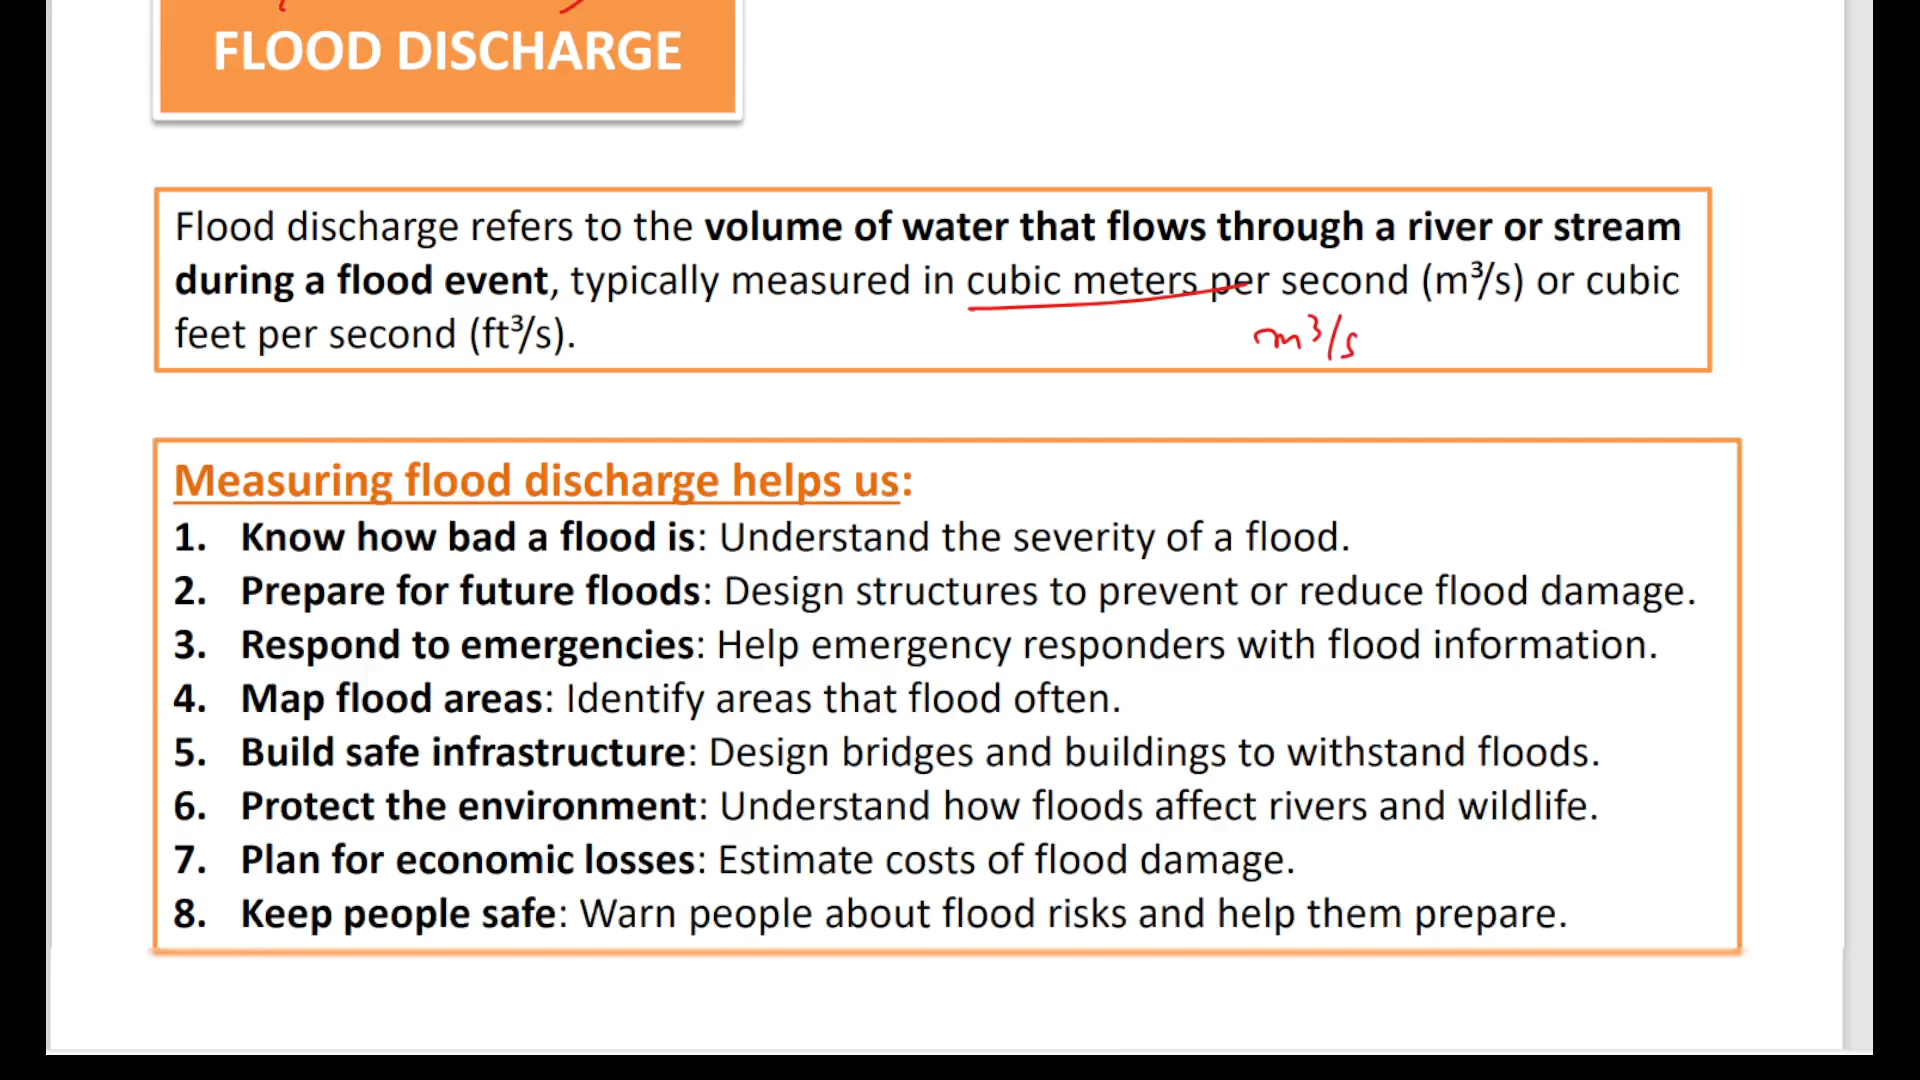 FLOOD DISCHARGE
Flood discharge refers to the volume of water that flows through a river or stream
during a flood event, typically measured in cubic meters per second (m³/s) or cubic
feet per second (ft³/s).
m³/s
Measuring flood discharge helps us:
1. Know how bad a flood is: Understand the severity of a flood.
2. Prepare for future floods: Design structures to prevent or reduce flood damage.
3. Respond to emergencies: Help emergency responders with flood information.
4. Map flood areas: Identify areas that flood often.
5. Build safe infrastructure: Design bridges and buildings to withstand floods.
6. Protect the environment: Understand how floods affect rivers and wildlife.
7. Plan for economic losses: Estimate costs of flood damage.
8. Keep people safe: Warn people about flood risks and help them prepare.